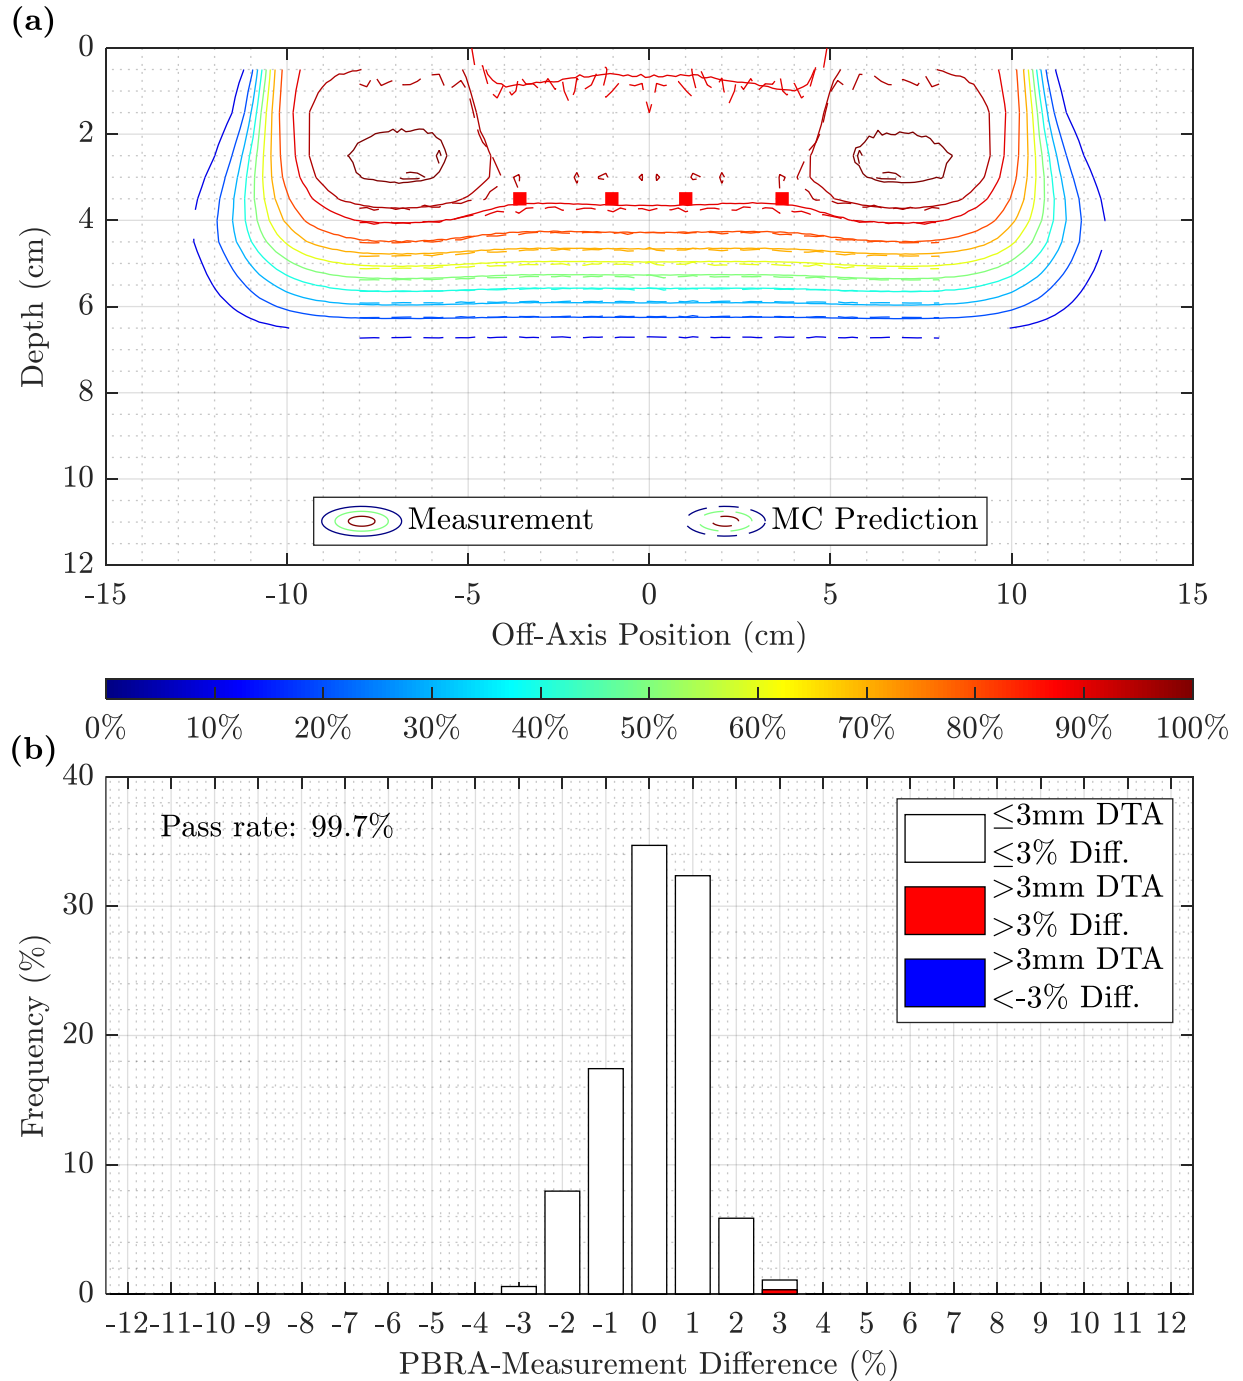 (a)
0
2
4
6
8
10
12
Depth (cm)
Measurement
MC Prediction
-15 -10 -5 0 5 10 15
Off-Axis Position (cm)
0% 10% 20% 30% 40% 50% 60% 70% 80% 90% 100%
(b)
40
30
20
10
0
Frequency (%)
Pass rate: 99.7%
≤3mm DTA
≤3% Diff.
>3mm DTA
>3% Diff.
>3mm DTA
<-3% Diff.
-12 -11 -10 -9 -8 -7 -6 -5 -4 -3 -2 -1 0 1 2 3 4 5 6 7 8 9 10 11 12
PBRA-Measurement Difference (%)